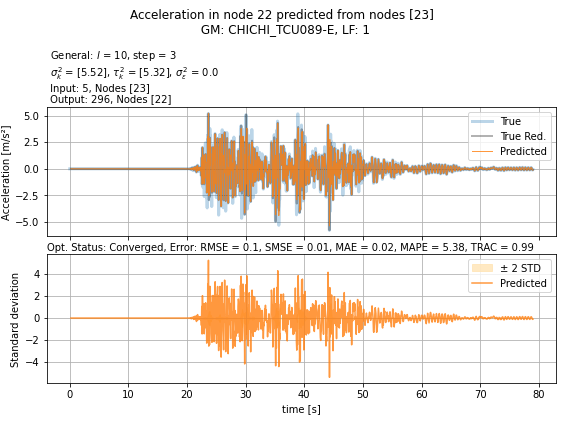 Acceleration in node 22 predicted from nodes [23]
GM: CHICHI_TCU089-E, LF: 1
General: l = 10, step = 3
σ²ₖ = [5.52], τ²ₖ = [5.32], σ²ε = 0.0
Input: 5, Nodes [23]
Output: 296, Nodes [22]
Acceleration [m/s²]
5.0
2.5
0.0
−2.5
−5.0
True
True Red.
Predicted
Opt. Status: Converged, Error: RMSE = 0.1, SMSE = 0.01, MAE = 0.02, MAPE = 5.38, TRAC = 0.99
Standard deviation
4
2
0
−2
−4
± 2 STD
Predicted
0 10 20 30 40 50 60 70 80
time [s]